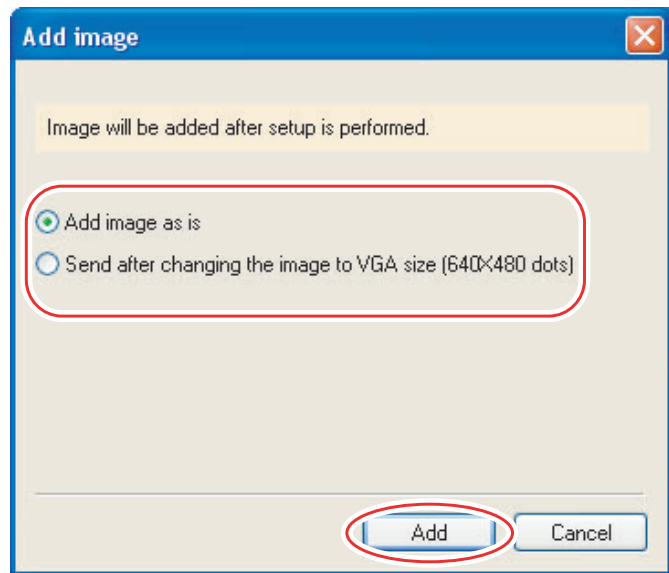 Add image
Image will be added after setup is performed.
Add image as is
Send after changing the image to VGA size (640X480 dots)
Add
Cancel